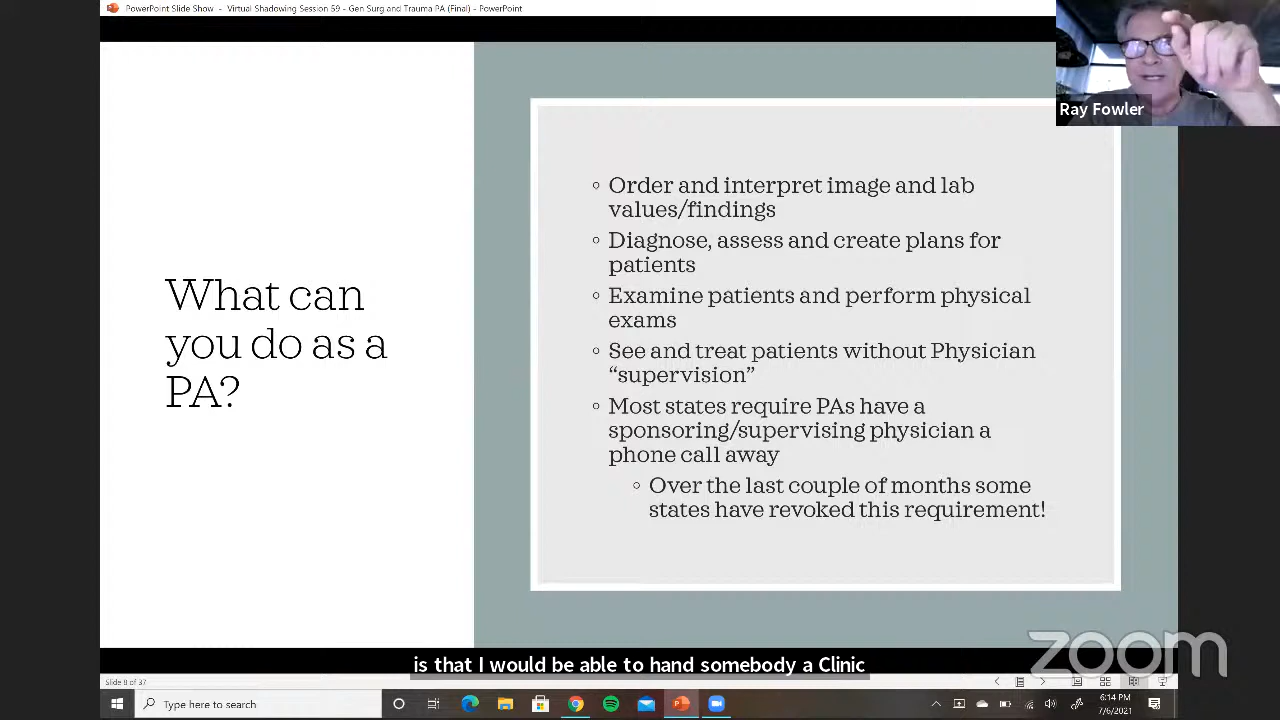 PowerPoint Slide Show - Virtual Shadowing Session 59 - Gen Surg and Trauma PA (Final) - PowerPoint
Ray Fowler
What can
you do as a
PA?
◦ Order and interpret image and lab
values/findings
◦ Diagnose, assess and create plans for
patients
◦ Examine patients and perform physical
exams
◦ See and treat patients without Physician
“supervision”
◦ Most states require PAs have a
sponsoring/supervising physician a
phone call away
◦ Over the last couple of months some
states have revoked this requirement!
zoom
is that I would be able to hand somebody a Clinic
Slide 8 of 37
Type here to search
6:14 PM
7/6/2021